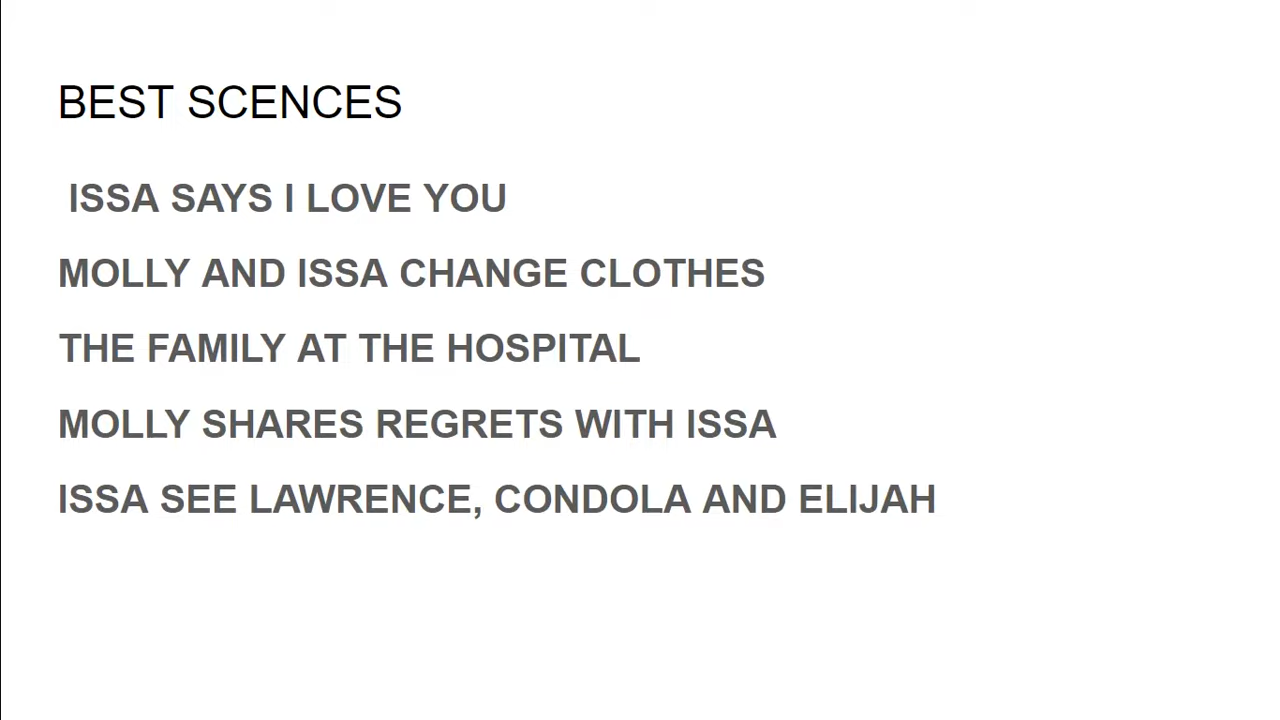 BEST SCENCES
ISSA SAYS I LOVE YOU
MOLLY AND ISSA CHANGE CLOTHES
THE FAMILY AT THE HOSPITAL
MOLLY SHARES REGRETS WITH ISSA
ISSA SEE LAWRENCE, CONDOLA AND ELIJAH